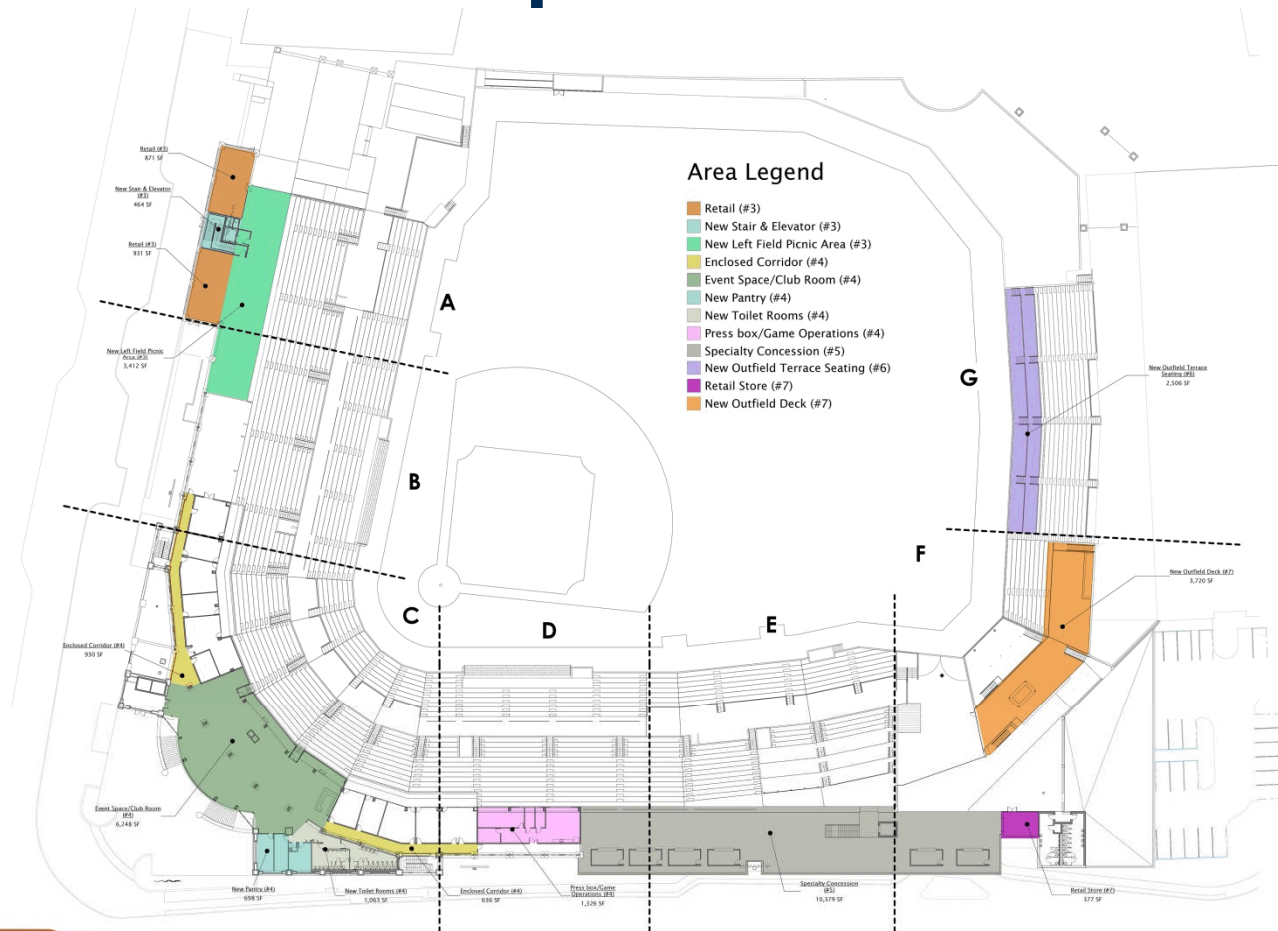 Area Legend
Retail (#3)
New Stair & Elevator (#3)
New Left Field Picnic Area (#3)
Enclosed Corridor (#4)
Event Space/Club Room (#4)
New Pantry (#4)
New Toilet Rooms (#4)
Press box/Game Operations (#4)
Specialty Concession (#5)
New Outfield Terrace Seating (#6)
Retail Store (#7)
New Outfield Deck (#7)
Retail (#3)
871 SF
New Stair & Elevator
(#3)
464 SF
Retail (#3)
931 SF
New Left Field Picnic
Area (#3)
3,412 SF
A
B
C
D
E
F
G
New Outfield Terrace
Seating (#6)
2,506 SF
New Outfield Deck (#7)
3,720 SF
Enclosed Corridor (#4)
930 SF
Event Space/Club Room
(#4)
6,248 SF
New Pantry (#4)
698 SF
New Toilet Rooms (#4)
1,063 SF
Enclosed Corridor (#4)
636 SF
Press box/Game
Operations (#4)
1,326 SF
Specialty Concession
(#5)
10,379 SF
Retail Store (#7)
377 SF